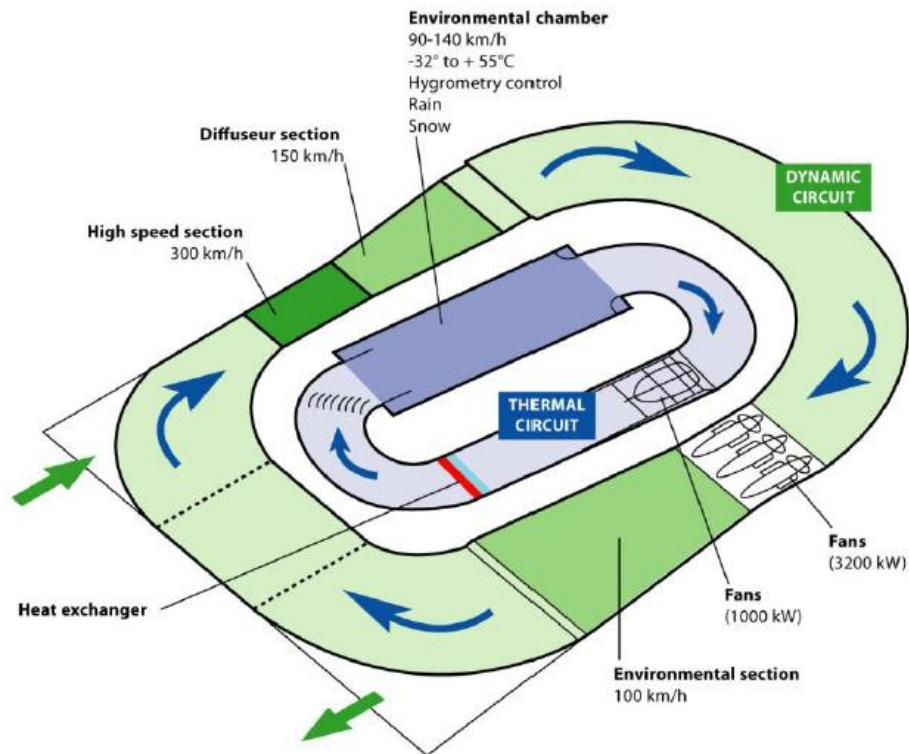 Environmental chamber
90-140 km/h
-32° to + 55°C
Hygrometry control
Rain
Snow
Diffuseur section
150 km/h
High speed section
300 km/h
DYNAMIC
CIRCUIT
THERMAL
CIRCUIT
Fans
(3200 kW)
Fans
(1000 kW)
Heat exchanger
Environmental section
100 km/h